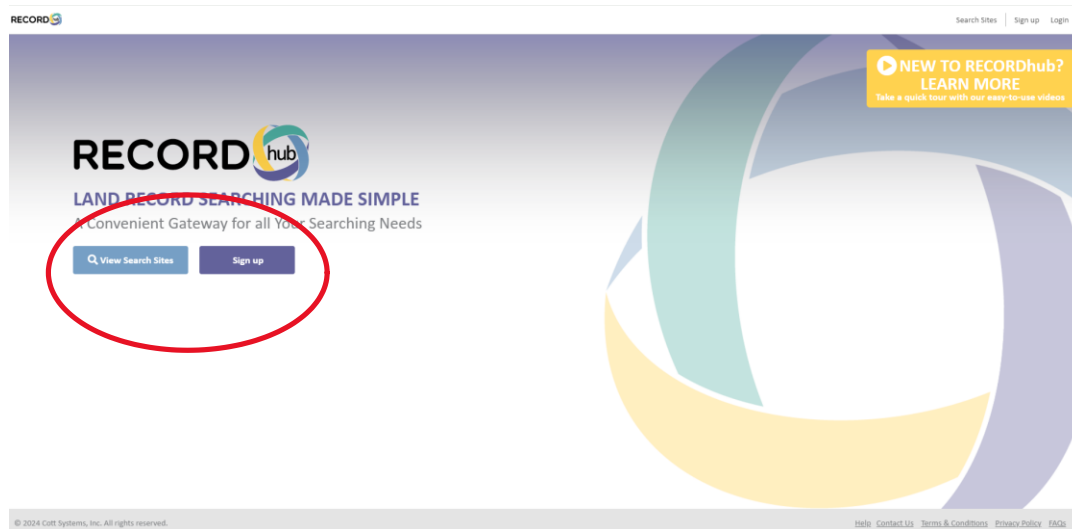 RECORD
Search Sites Sign up Login
NEW TO RECORDhub?
LEARN MORE
Take a quick tour with our easy-to-use videos
RECORD hub
LAND RECORD SEARCHING MADE SIMPLE
A Convenient Gateway for all Your Searching Needs
View Search Sites Sign up
© 2024 Cott Systems, Inc. All rights reserved.
Help Contact Us Terms & Conditions Privacy Policy FAQs